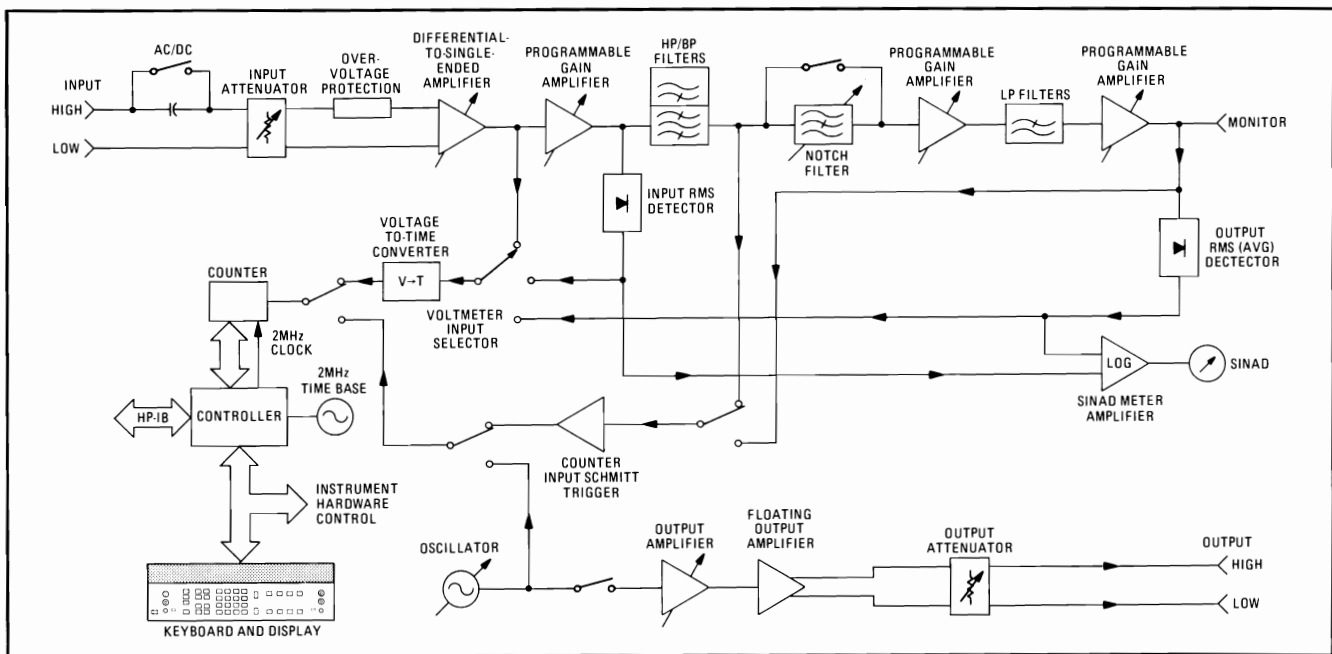 AC/DC
INPUT
HIGH
LOW
INPUT
ATTENUATOR
OVER-
VOLTAGE
PROTECTION
DIFFERENTIAL-
TO-SINGLE-
ENDED
AMPLIFIER
PROGRAMMABLE
GAIN
AMPLIFIER
HP/BP
FILTERS
NOTCH
FILTER
PROGRAMMABLE
GAIN
AMPLIFIER
LP FILTERS
PROGRAMMABLE
GAIN
AMPLIFIER
MONITOR
INPUT RMS
DETECTOR
OUTPUT
RMS (AVG)
DECTECTOR
VOLTAGE
TO-TIME
CONVERTER
V→T
COUNTER
VOLTMETER
INPUT
SELECTOR
2MHz
CLOCK
2MHz
TIME BASE
HP-IB
CONTROLLER
LOG
SINAD
SINAD METER
AMPLIFIER
COUNTER
INPUT SCHMITT
TRIGGER
INSTRUMENT
HARDWARE
CONTROL
KEYBOARD AND DISPLAY
OSCILLATOR
OUTPUT
AMPLIFIER
FLOATING
OUTPUT
AMPLIFIER
OUTPUT
ATTENUATOR
OUTPUT
HIGH
LOW